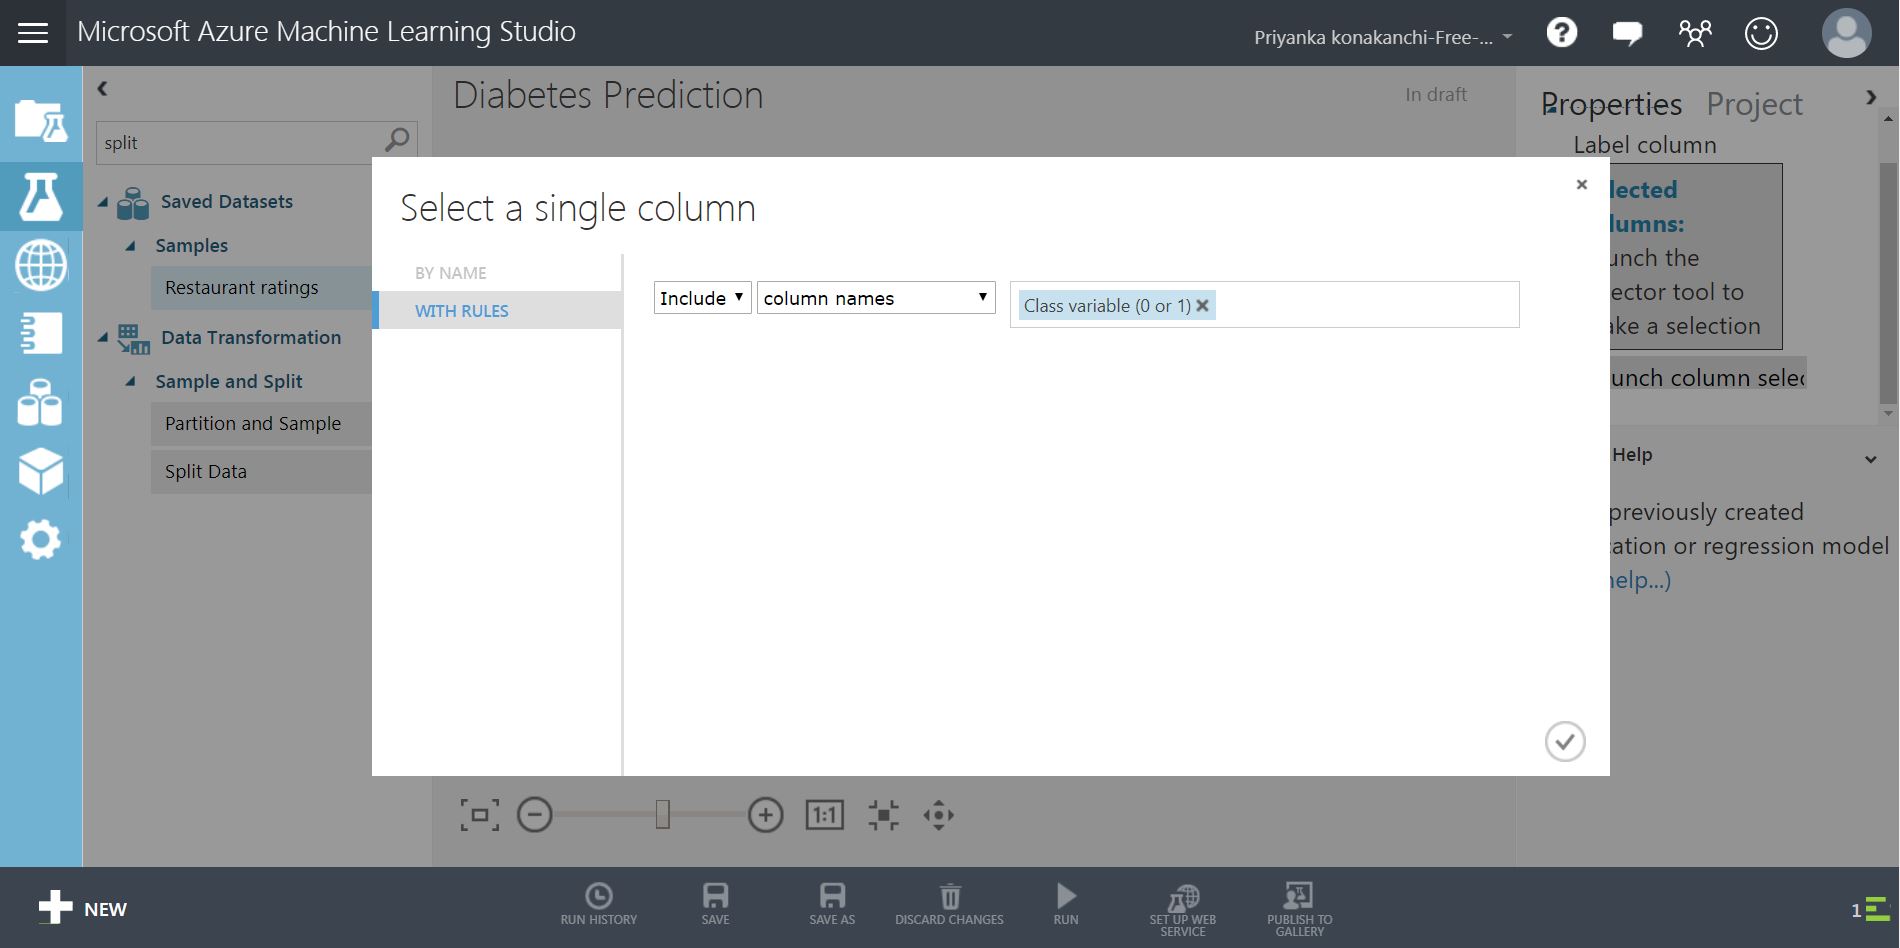 Microsoft Azure Machine Learning Studio
Priyanka konakanchi-Free-...
split
Saved Datasets
Samples
Restaurant ratings
Data Transformation
Sample and Split
Partition and Sample
Split Data
Diabetes Prediction
In draft
Select a single column
BY NAME
WITH RULES
Include
column names
Class variable (0 or 1)
Properties Project
Label column
lected
lumns:
unch the
ector tool to
ake a selection
unch column selec
Help
previously created
cation or regression model
help...)
1:1
NEW
RUN HISTORY
SAVE
SAVE AS
DISCARD CHANGES
RUN
SET UP WEB
SERVICE
PUBLISH TO
GALLERY
1